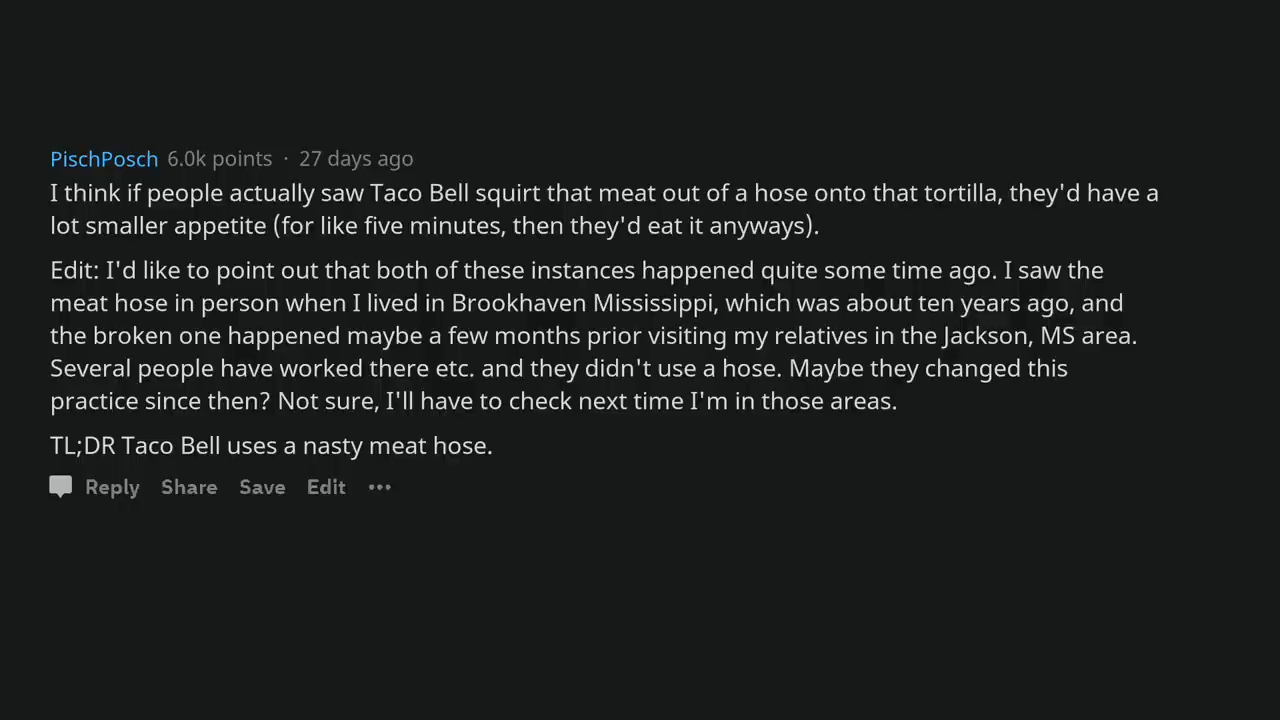 PischPosch 6.0k points · 27 days ago
I think if people actually saw Taco Bell squirt that meat out of a hose onto that tortilla, they'd have a
lot smaller appetite (for like five minutes, then they'd eat it anyways).
Edit: I'd like to point out that both of these instances happened quite some time ago. I saw the
meat hose in person when I lived in Brookhaven Mississippi, which was about ten years ago, and
the broken one happened maybe a few months prior visiting my relatives in the Jackson, MS area.
Several people have worked there etc. and they didn't use a hose. Maybe they changed this
practice since then? Not sure, I'll have to check next time I'm in those areas.
TL;DR Taco Bell uses a nasty meat hose.
Reply Share Save Edit •••